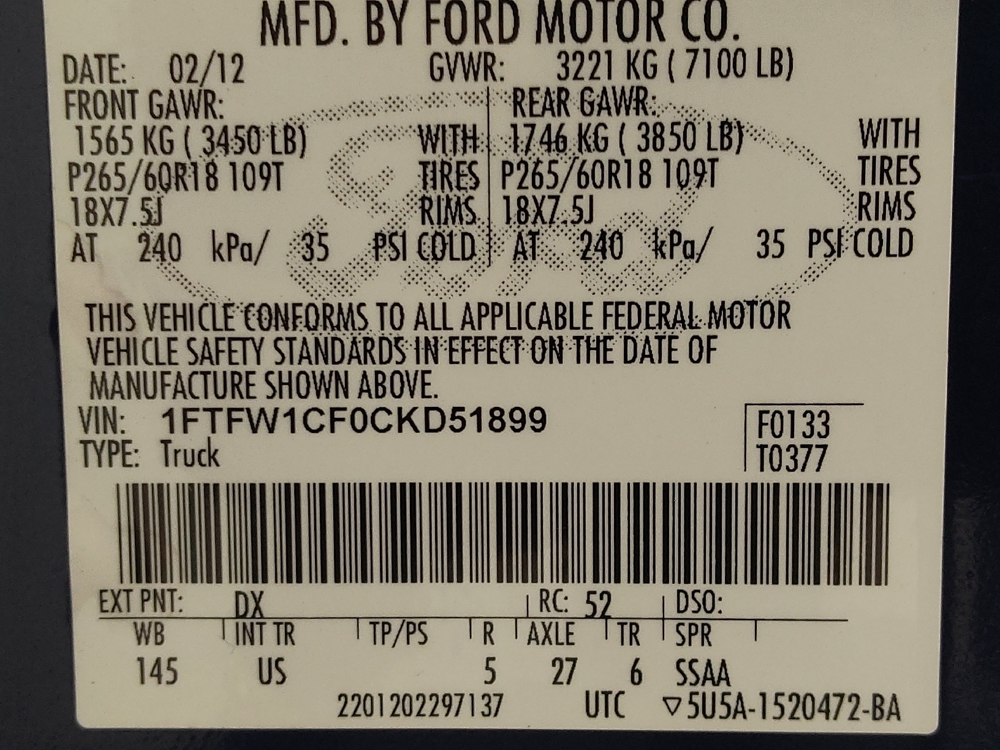 MFD. BY FORD MOTOR CO.
DATE: 02/12 GVWR: 3221 KG ( 7100 LB)
FRONT GAWR: REAR GAWR:
1565 KG ( 3450 LB) WITH 1746 KG ( 3850 LB) WITH
P265/60R18 109T TIRES P265/60R18 109T TIRES
18X7.5J RIMS 18X7.5J RIMS
AT 240 kPa/ 35 PSI COLD AT 240 kPa/ 35 PSI COLD
Ford
THIS VEHICLE CONFORMS TO ALL APPLICABLE FEDERAL MOTOR
VEHICLE SAFETY STANDARDS IN EFFECT ON THE DATE OF
MANUFACTURE SHOWN ABOVE.
VIN: 1FTFW1CF0CKD51899 F0133
TYPE: Truck T0377
EXT PNT: DX RC: 52 DSO:
WB INT TR TP/PS R AXLE TR SPR
145 US 5 27 6 SSAA
2201202297137 UTC ▽5U5A-1520472-BA